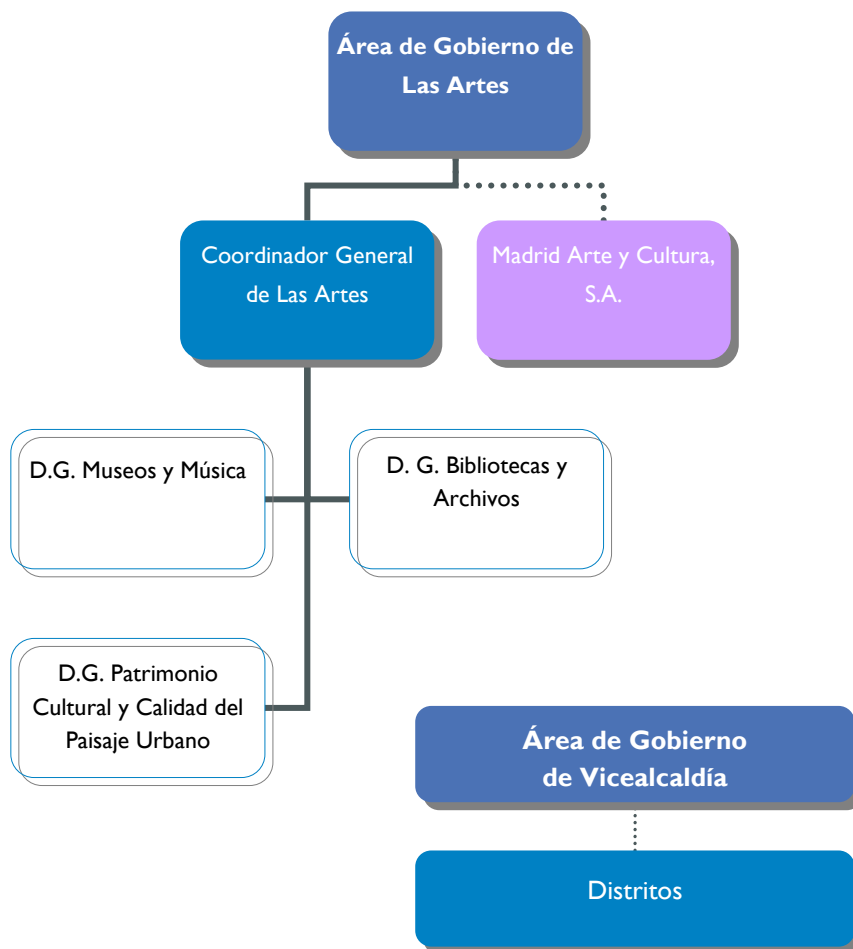 Área de Gobierno de
Las Artes
Coordinador General
de Las Artes
Madrid Arte y Cultura,
S.A.
D.G. Museos y Música
D. G. Bibliotecas y
Archivos
D.G. Patrimonio
Cultural y Calidad del
Paisaje Urbano
Área de Gobierno
de Vicealcaldía
Distritos